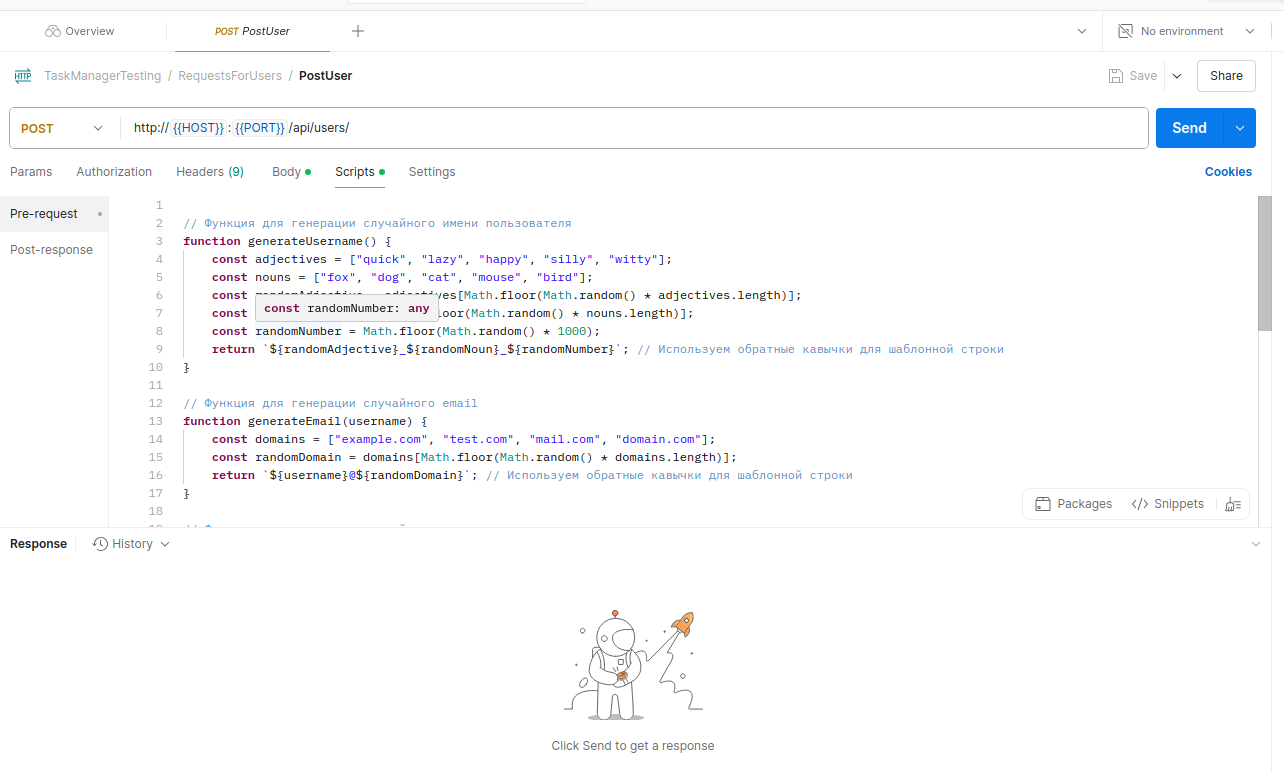 Overview
POST PostUser
No environment
HTTP TaskManagerTesting / RequestsForUsers / PostUser
Save
Share
POST
http:// {{HOST}} : {{PORT}} /api/users/
Send
Params Authorization Headers (9) Body Scripts Settings
Cookies
Pre-request
Post-response
1
2 // Функция для генерации случайного имени пользователя
3 function generateUsername() {
4 const adjectives = ["quick", "lazy", "happy", "silly", "witty"];
5 const nouns = ["fox", "dog", "cat", "mouse", "bird"];
6 const [Math.floor(Math.random() * adjectives.length)];
const randomNumber: any
7 const (Math.random() * nouns.length)];
8 const randomNumber = Math.floor(Math.random() * 1000);
9 return `${randomAdjective}_${randomNoun}_${randomNumber}`; // Используем обратные кавычки для шаблонной строки
10 }
11
12 // Функция для генерации случайного email
13 function generateEmail(username) {
14 const domains = ["example.com", "test.com", "mail.com", "domain.com"];
15 const randomDomain = domains[Math.floor(Math.random() * domains.length)];
16 return `${username}@${randomDomain}`; // Используем обратные кавычки для шаблонной строки
17 }
18
Packages
Snippets
Response
History
Click Send to get a response